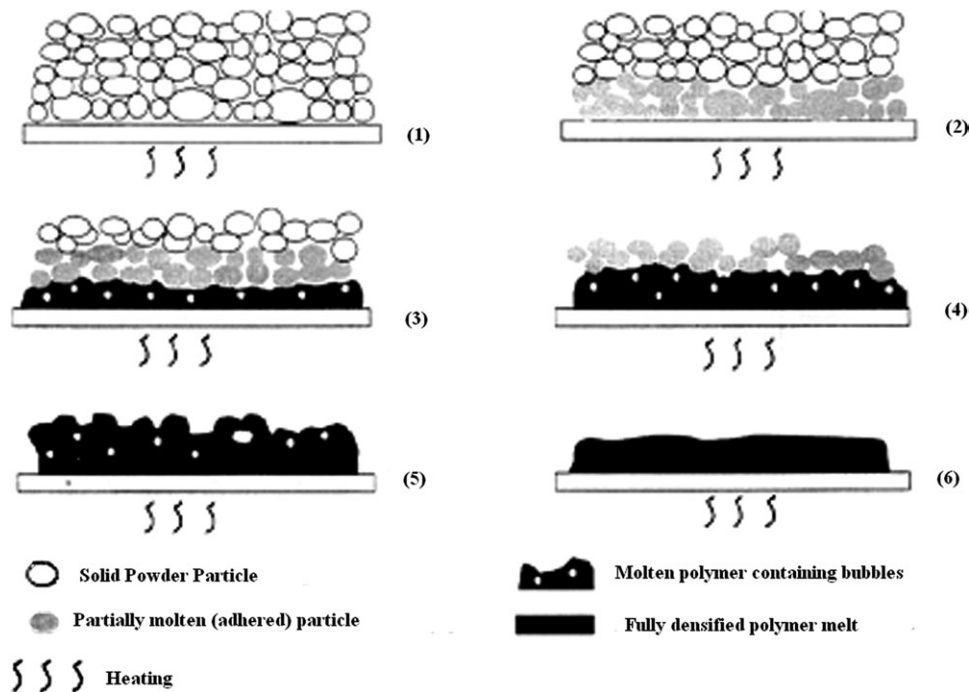 (1)
(2)
(3)
(4)
(5)
(6)
Solid Powder Particle
Molten polymer containing bubbles
Partially molten (adhered) particle
Fully densified polymer melt
Heating